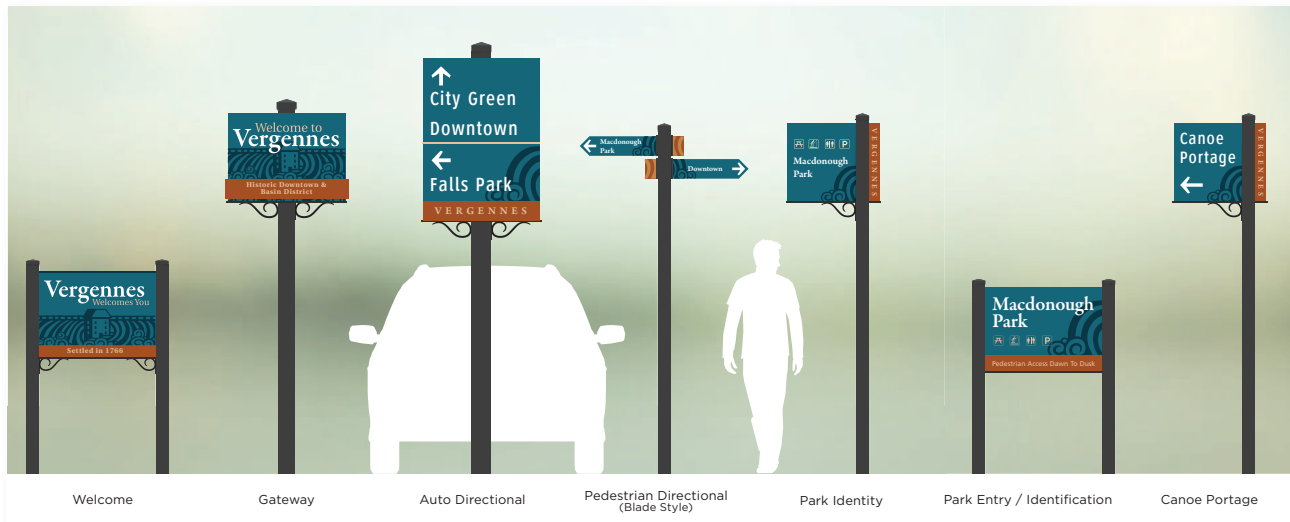 Vergennes
Welcomes You
Settled in 1766
Welcome to
Vergennes
Historic Downtown &
Basin District
City Green
Downtown
Falls Park
VERGENNES
Macdonough
Park
Downtown
Macdonough
Park
P
VERGENNES
Macdonough
Park
P
Pedestrian Access Dawn To Dusk
Canoe
Portage
VERGENNES
Welcome
Gateway
Auto Directional
Pedestrian Directional
(Blade Style)
Park Identity
Park Entry / Identification
Canoe Portage